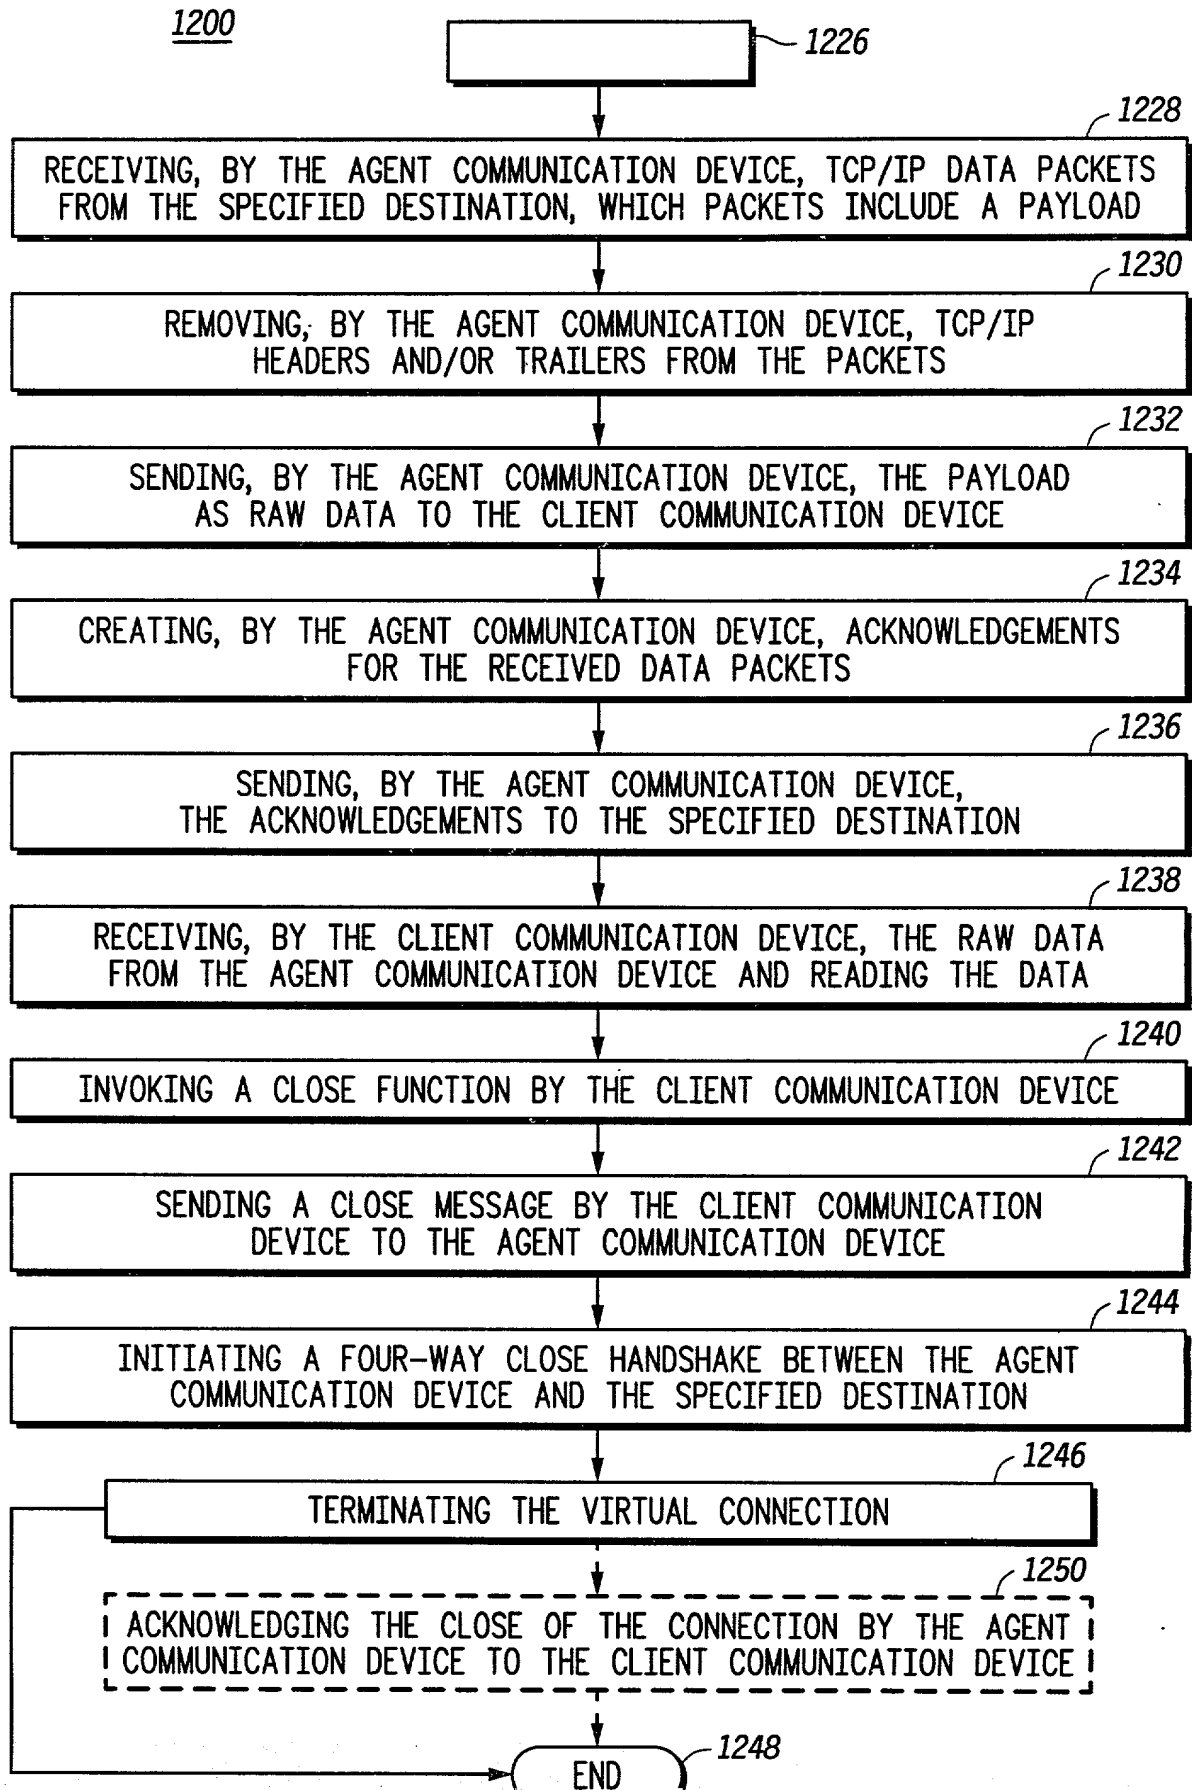 1200
1226
1228
RECEIVING, BY THE AGENT COMMUNICATION DEVICE, TCP/IP DATA PACKETS
FROM THE SPECIFIED DESTINATION, WHICH PACKETS INCLUDE A PAYLOAD
1230
REMOVING, BY THE AGENT COMMUNICATION DEVICE, TCP/IP
HEADERS AND/OR TRAILERS FROM THE PACKETS
1232
SENDING, BY THE AGENT COMMUNICATION DEVICE, THE PAYLOAD
AS RAW DATA TO THE CLIENT COMMUNICATION DEVICE
1234
CREATING, BY THE AGENT COMMUNICATION DEVICE, ACKNOWLEDGEMENTS
FOR THE RECEIVED DATA PACKETS
1236
SENDING, BY THE AGENT COMMUNICATION DEVICE,
THE ACKNOWLEDGEMENTS TO THE SPECIFIED DESTINATION
1238
RECEIVING, BY THE CLIENT COMMUNICATION DEVICE, THE RAW DATA
FROM THE AGENT COMMUNICATION DEVICE AND READING THE DATA
1240
INVOKING A CLOSE FUNCTION BY THE CLIENT COMMUNICATION DEVICE
1242
SENDING A CLOSE MESSAGE BY THE CLIENT COMMUNICATION
DEVICE TO THE AGENT COMMUNICATION DEVICE
1244
INITIATING A FOUR-WAY CLOSE HANDSHAKE BETWEEN THE AGENT
COMMUNICATION DEVICE AND THE SPECIFIED DESTINATION
1246
TERMINATING THE VIRTUAL CONNECTION
1250
ACKNOWLEDGING THE CLOSE OF THE CONNECTION BY THE AGENT
COMMUNICATION DEVICE TO THE CLIENT COMMUNICATION DEVICE
1248
END